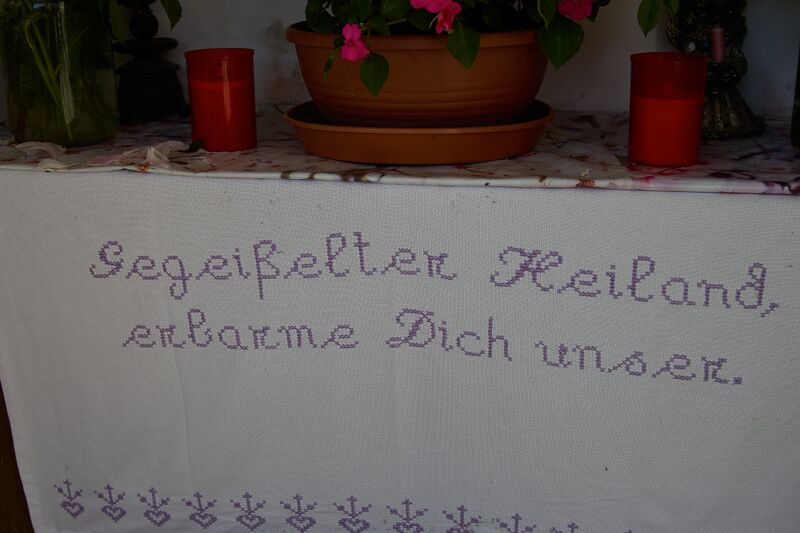 Gegeißelter Heiland,
erbarme Dich unser.